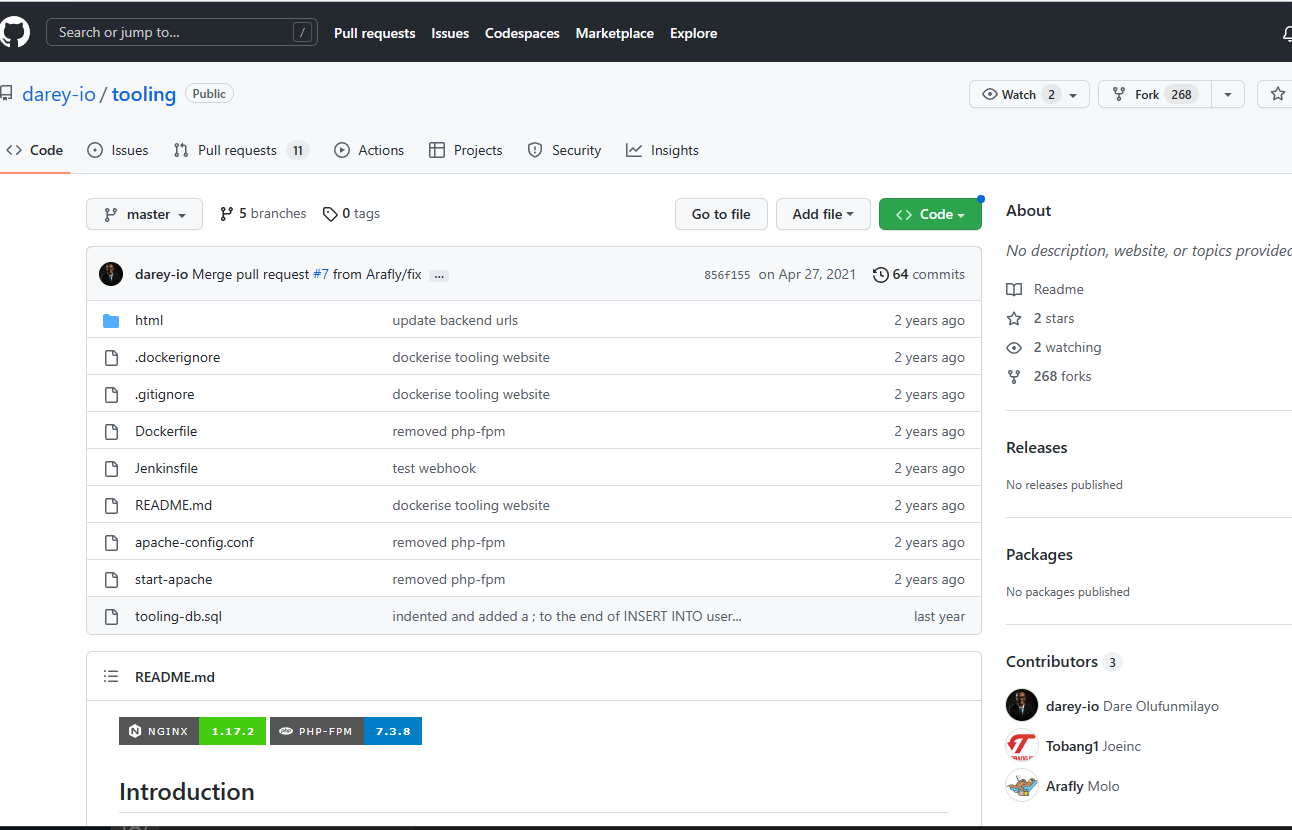 Search or jump to... /
Pull requests Issues Codespaces Marketplace Explore
darey-io / tooling Public
Watch 2 Fork 268
Code Issues Pull requests 11 Actions Projects Security Insights
master 5 branches 0 tags Go to file Add file Code
darey-io Merge pull request #7 from Arafly/fix ... 856f155 on Apr 27, 2021 64 commits
html update backend urls 2 years ago
.dockerignore dockerise tooling website 2 years ago
.gitignore dockerise tooling website 2 years ago
Dockerfile removed php-fpm 2 years ago
Jenkinsfile test webhook 2 years ago
README.md dockerise tooling website 2 years ago
apache-config.conf removed php-fpm 2 years ago
start-apache removed php-fpm 2 years ago
tooling-db.sql indented and added a ; to the end of INSERT INTO user... last year
README.md
NGINX 1.17.2 PHP-FPM 7.3.8
Introduction
About
No description, website, or topics provided
Readme
2 stars
2 watching
268 forks
Releases
No releases published
Packages
No packages published
Contributors 3
darey-io Dare Olufunmilayo
Tobang1 Joeinc
Arafly Molo